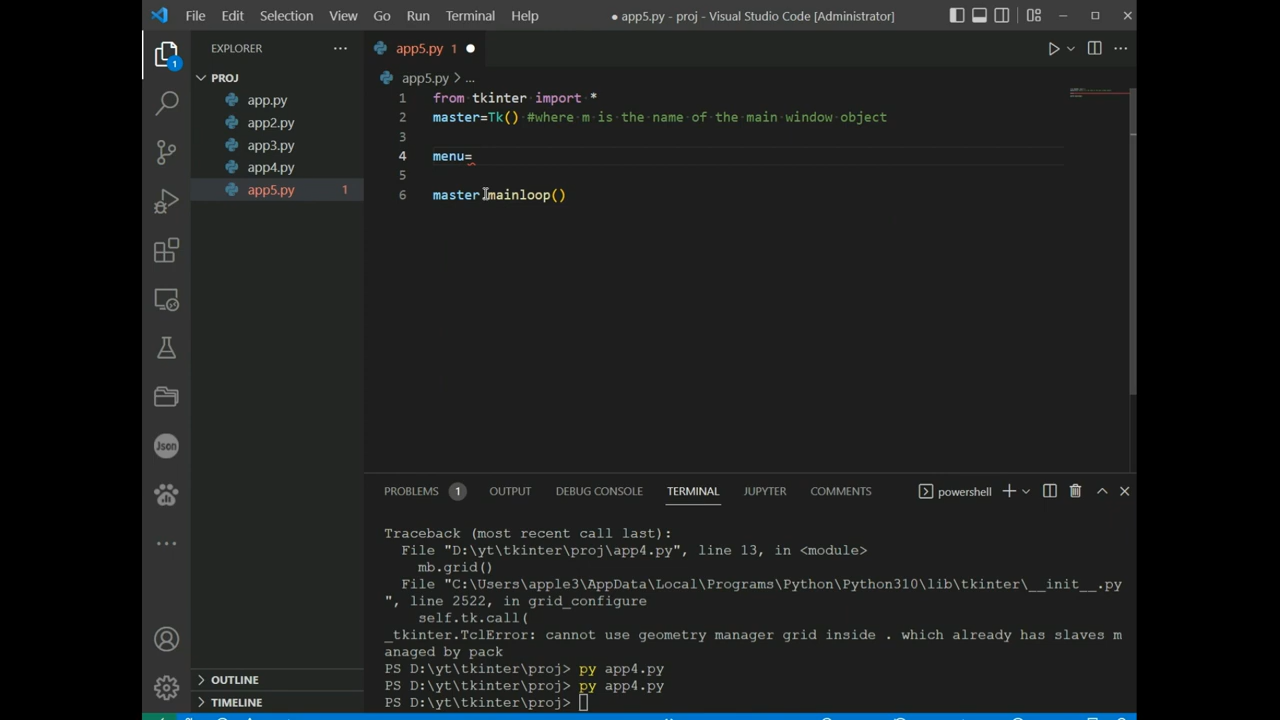 File Edit Selection View Go Run Terminal Help ● app5.py - proj - Visual Studio Code [Administrator]
EXPLORER
PROJ
app.py
app2.py
app3.py
app4.py
app5.py 1
OUTLINE
TIMELINE
1
Json
app5.py 1
app5.py > ...
1 from tkinter import *
2 master=Tk() #where m is the name of the main window object
3
4 menu=
5
6 master.mainloop()
PROBLEMS 1 OUTPUT DEBUG CONSOLE TERMINAL JUPYTER COMMENTS powershell
Traceback (most recent call last):
File "D:\yt\tkinter\proj\app4.py", line 13, in <module>
mb.grid()
File "C:\Users\apple3\AppData\Local\Programs\Python\Python310\lib\tkinter\__init__.py
", line 2522, in grid_configure
self.tk.call(
_tkinter.TclError: cannot use geometry manager grid inside . which already has slaves m
anaged by pack
PS D:\yt\tkinter\proj> py app4.py
PS D:\yt\tkinter\proj> py app4.py
PS D:\yt\tkinter\proj>